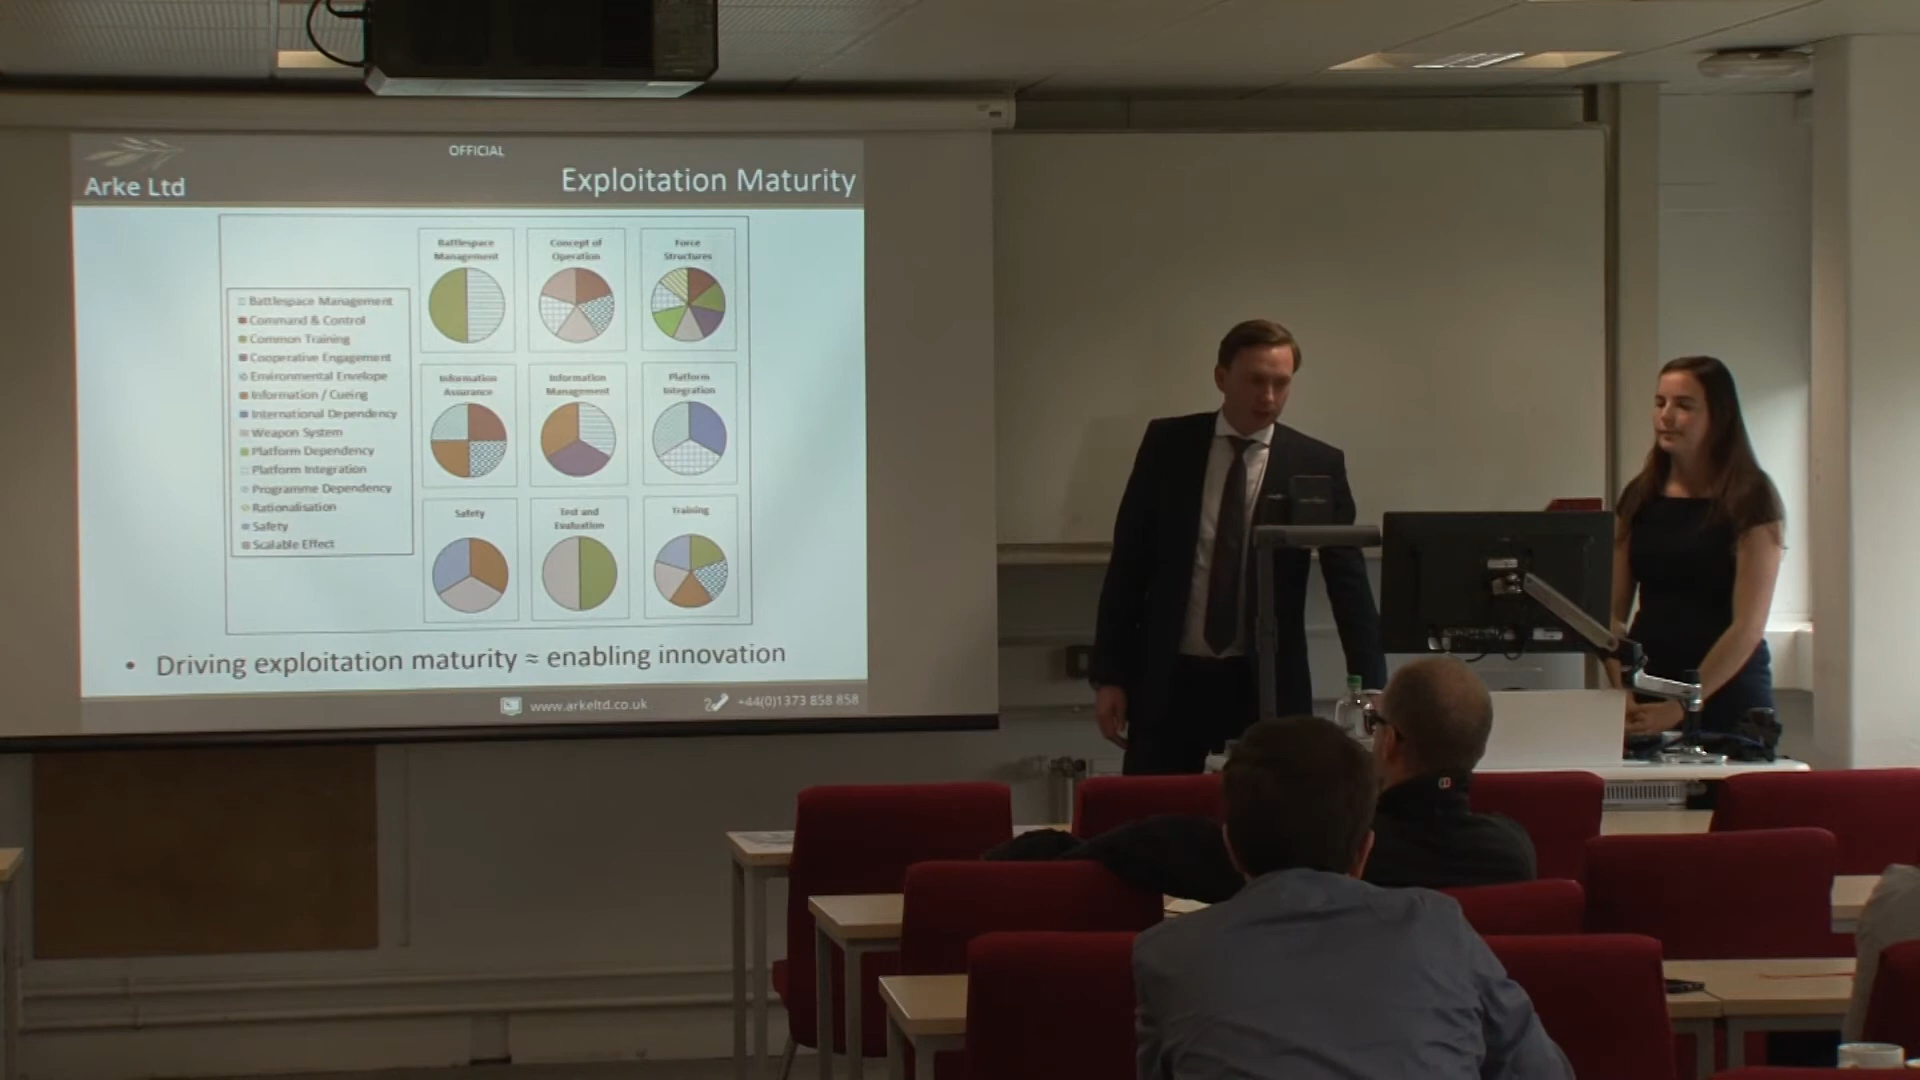 OFFICIAL
Arke Ltd
Exploitation Maturity
Battlespace
Management
Concept of
Operation
Force
Structures
Battlespace Management
Command & Control
Common Training
Cooperative Engagement
Environmental Envelope
Information / Cueing
International Dependency
Weapon System
Platform Dependency
Platform Integration
Programme Dependency
Rationalisation
Safety
Scalable Effect
Information
Assurance
Information
Management
Platform
Integration
Safety
Test and
Evaluation
Training
• Driving exploitation maturity ≈ enabling innovation
www.arkeltd.co.uk
+44(0)1373 858 858